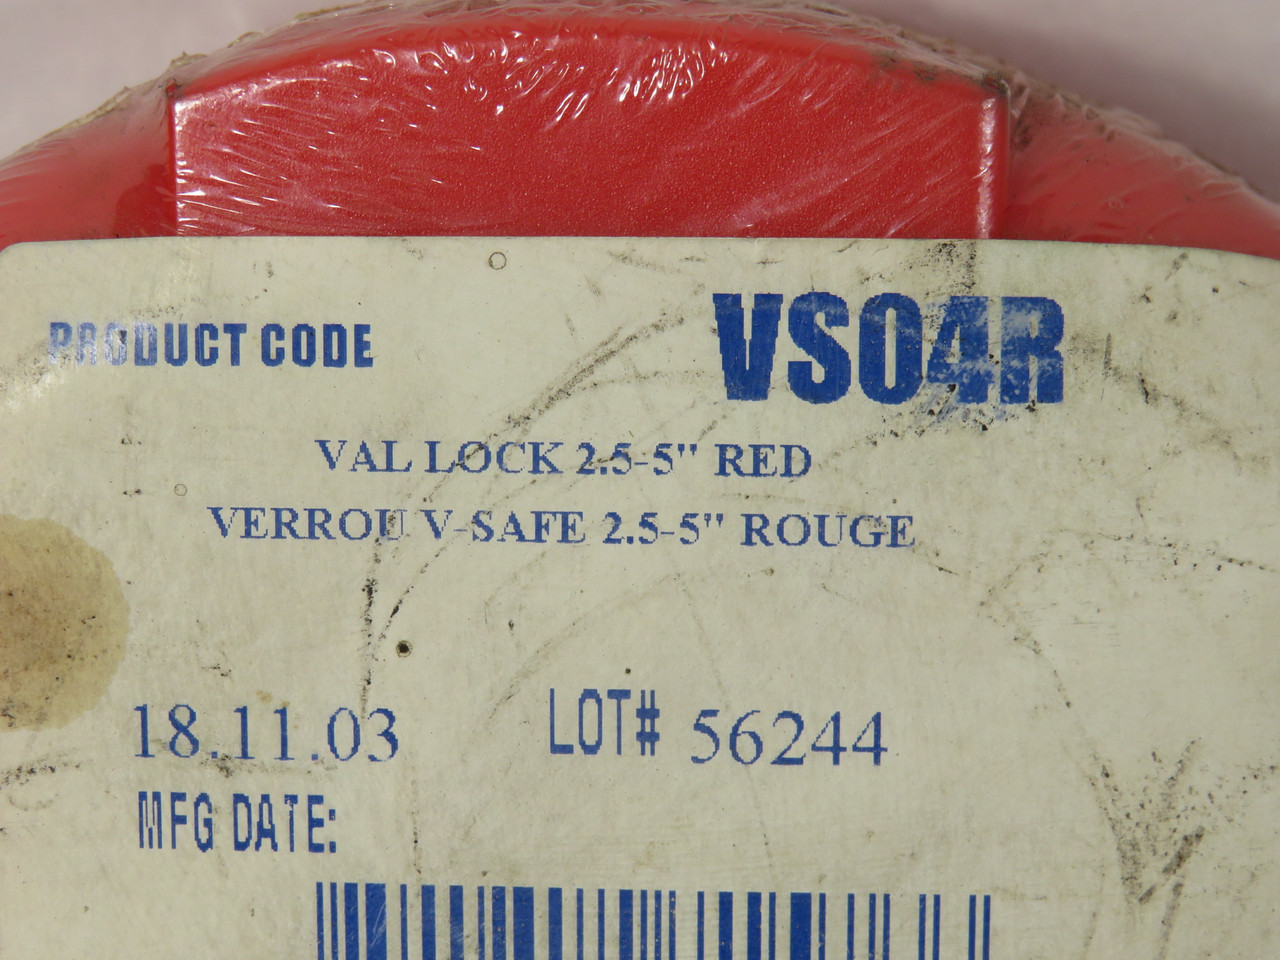 PRODUCT CODE VS04R
VAL LOCK 2.5-5" RED
VERROU V-SAFE 2.5-5" ROUGE
18.11.03 LOT# 56244
MFG DATE: